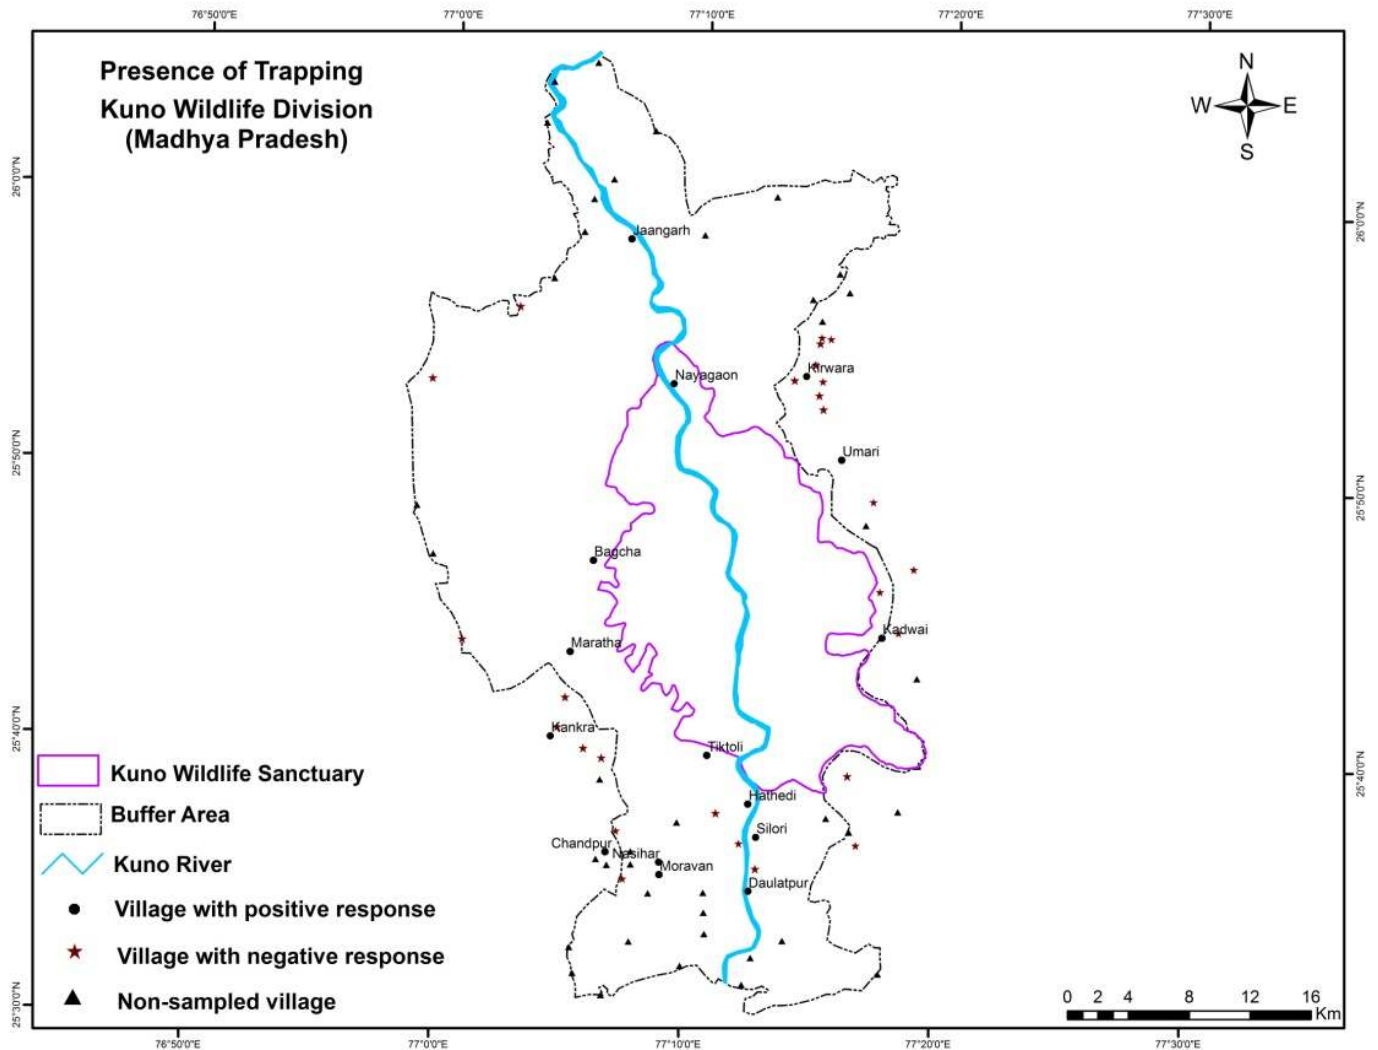 76°50'0"E 77°0'0"E 77°10'0"E 77°20'0"E 77°30'0"E
Presence of Trapping
Kuno Wildlife Division
(Madhya Pradesh)
N
W E
S
26°0'0"N
26°0'0"N
Jaangarh
Nayagaon
Kirwara
25°50'0"N
Umari
25°50'0"N
Bagcha
Kadwai
Maratha
25°40'0"N
Kankra
Tiktoli
25°40'0"N
Hathedi
Silori
Chandpur
Nasihar
Moravan
Daulatpur
Kuno Wildlife Sanctuary
Buffer Area
Kuno River
Village with positive response
Village with negative response
Non-sampled village
25°30'0"N
0 2 4 8 12 16
Km
76°50'0"E 77°0'0"E 77°10'0"E 77°20'0"E 77°30'0"E